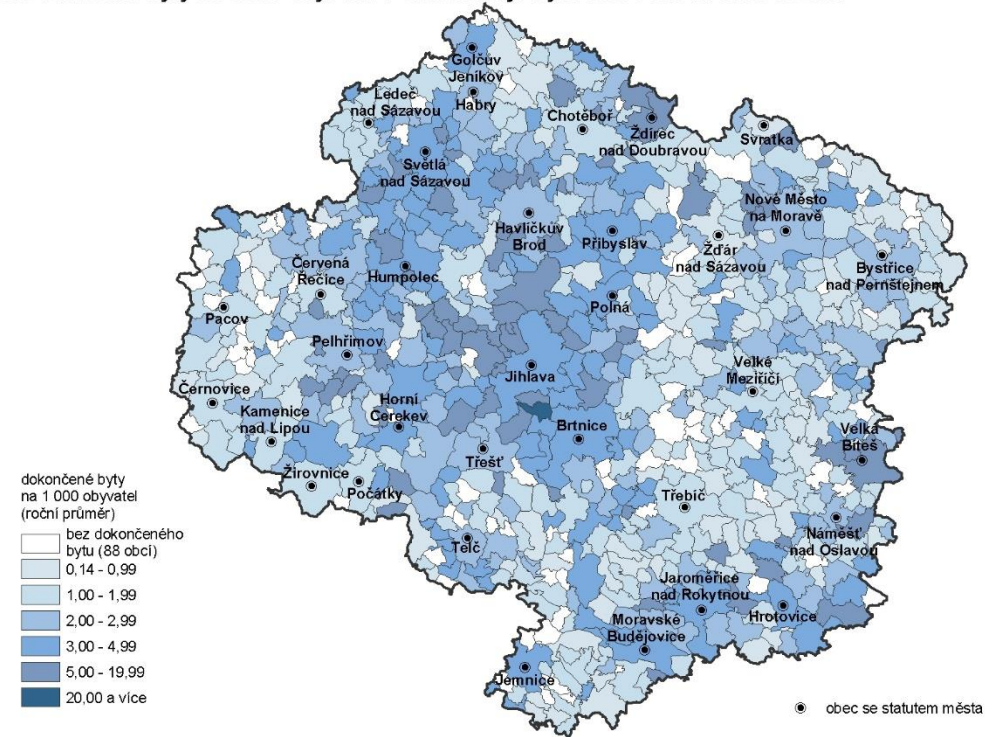 Golčův
Jeníkov
Habry
Ledeč
nad Sázavou
Chotěboř
Ždírec
nad Doubravou
Svratka
Světlá
nad Sázavou
Nové Město
na Moravě
Havlíčkův
Brod
Přibyslav
Žďár
nad Sázavou
Bystřice
nad Pernštejnem
Červená
Řečice
Humpolec
Pacov
Polná
Pelhřimov
Jihlava
Velké
Meziříčí
Černovice
Kamenice
nad Lipou
Horní
Cerekev
Brtnice
Velká
Bíteš
Třešť
Žirovnice
Počátky
Třebíč
Telč
Náměšť
nad Oslavou
Jaroměřice
nad Rokytnou
Hrotovice
Moravské
Budějovice
Jemnice
dokončené byty
na 1 000 obyvatel
(roční průměr)
bez dokončeného
bytu (88 obcí)
0,14 - 0,99
1,00 - 1,99
2,00 - 2,99
3,00 - 4,99
5,00 - 19,99
20,00 a více
obec se statutem města